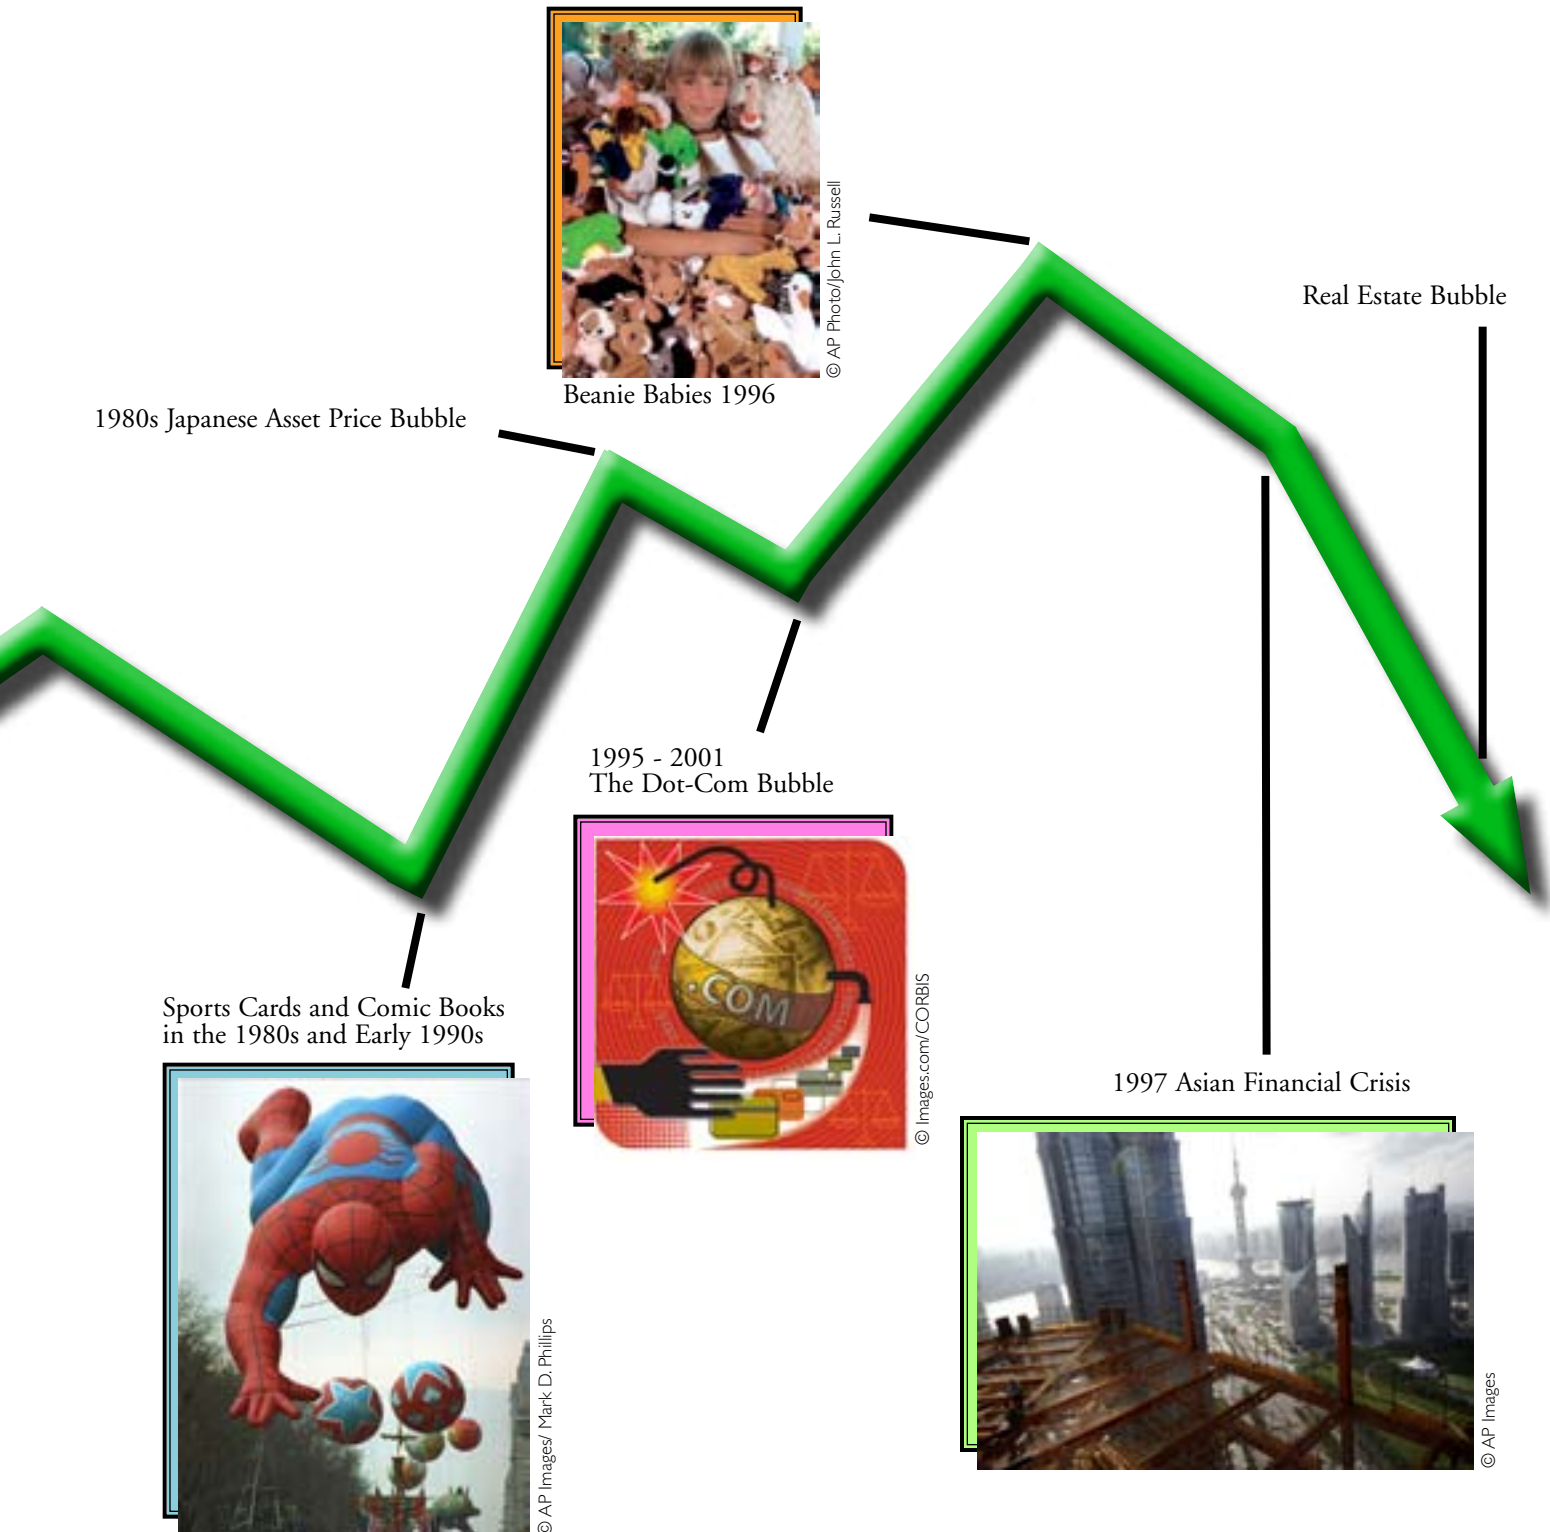 © AP Photo/John L. Russell
Beanie Babies 1996
Real Estate Bubble
1980s Japanese Asset Price Bubble
1995 - 2001
The Dot-Com Bubble
.COM
© Images.com/CORBIS
Sports Cards and Comic Books
in the 1980s and Early 1990s
© AP Images/ Mark D. Phillips
1997 Asian Financial Crisis
© AP Images